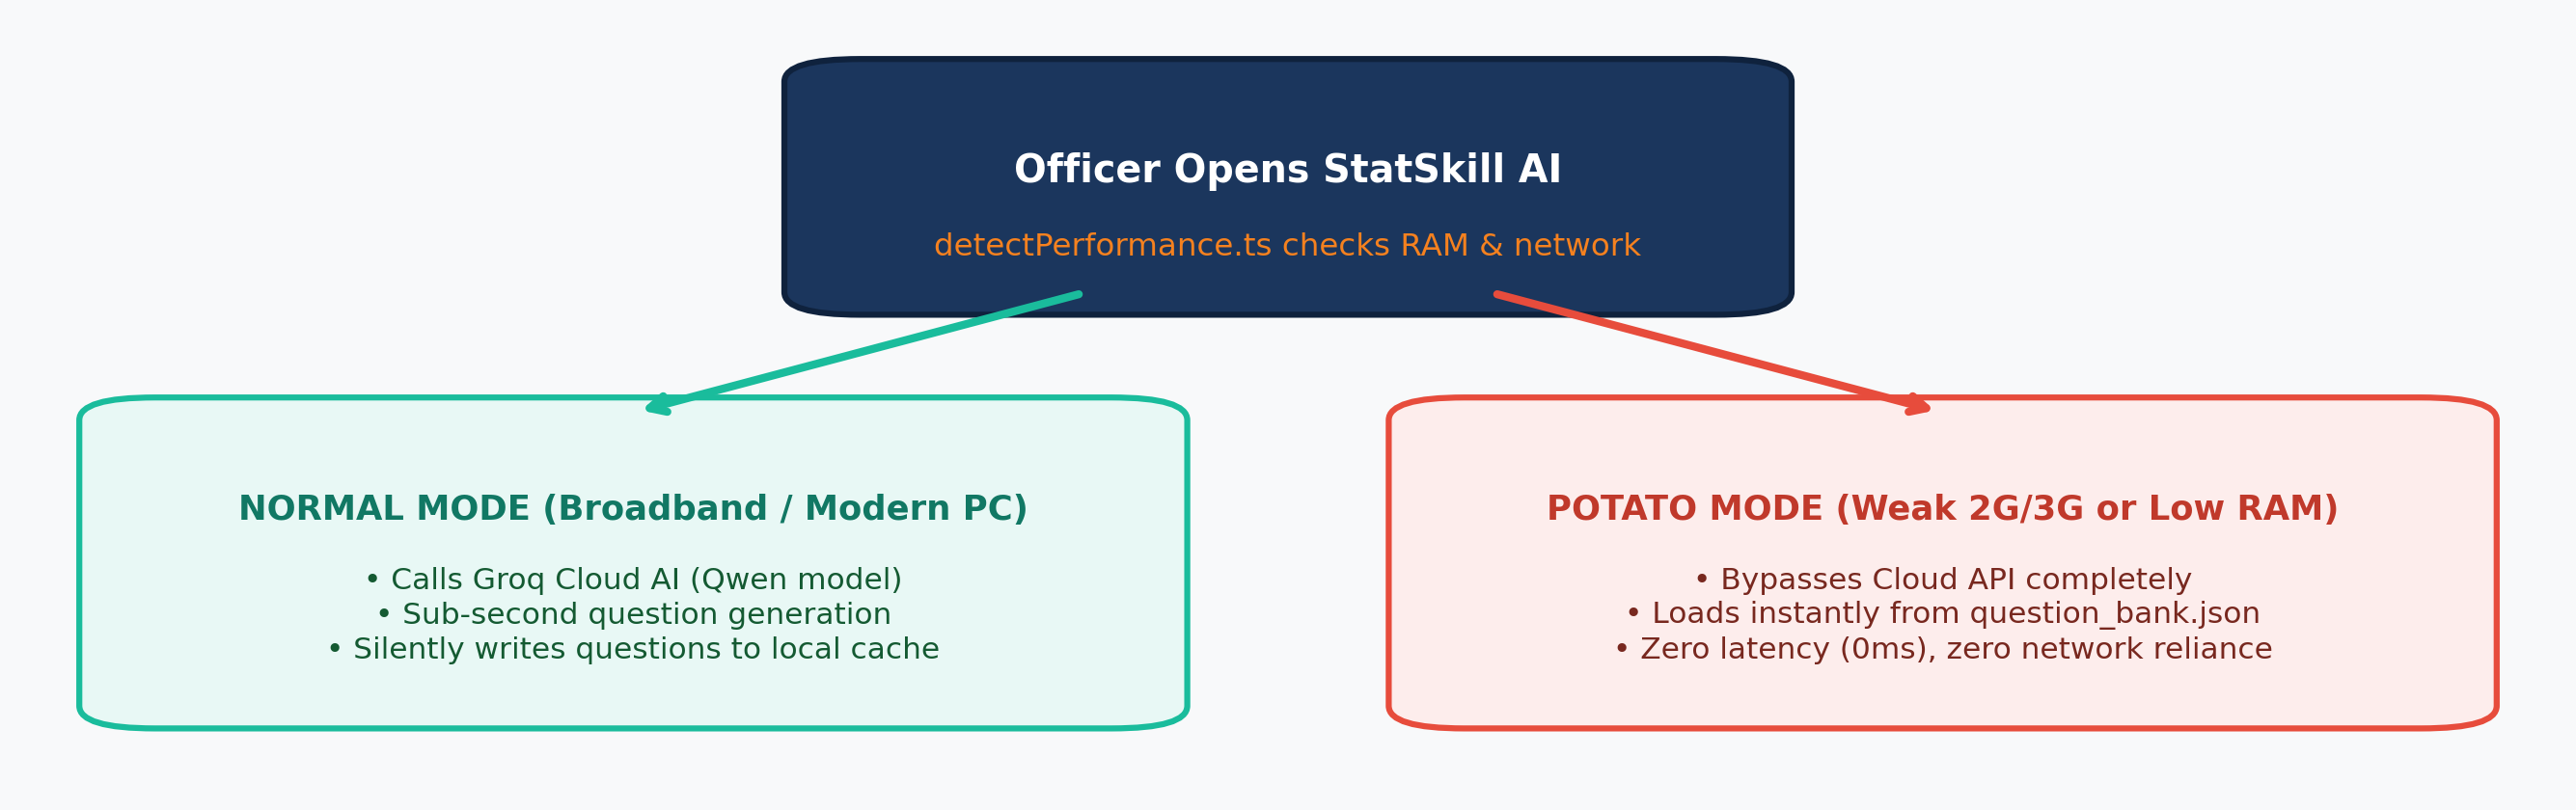 Officer Opens StatSkill AI
detectPerformance.ts checks RAM & network
NORMAL MODE (Broadband / Modern PC)
• Calls Groq Cloud AI (Qwen model)
• Sub-second question generation
• Silently writes questions to local cache
POTATO MODE (Weak 2G/3G or Low RAM)
• Bypasses Cloud API completely
• Loads instantly from question_bank.json
• Zero latency (0ms), zero network reliance